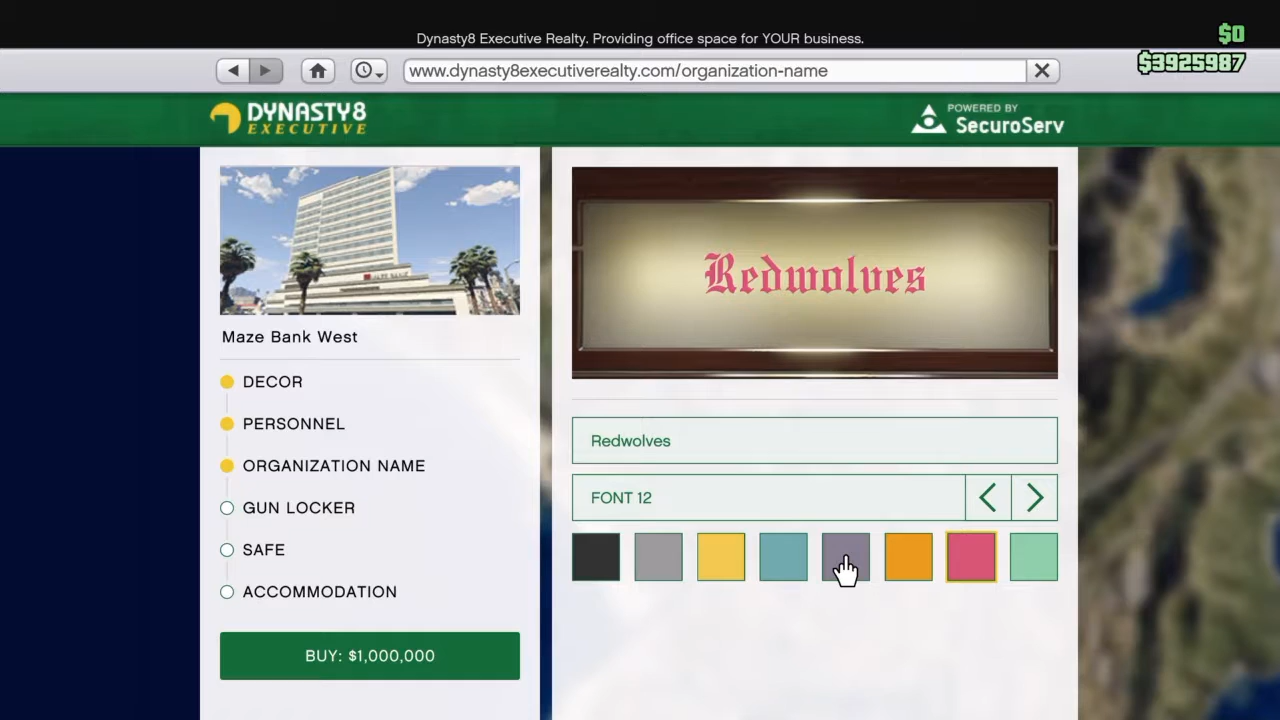 Dynasty8 Executive Realty. Providing office space for YOUR business.
$0
$3925987
www.dynasty8executiverealty.com/organization-name
DYNASTY8
EXECUTIVE
POWERED BY
SecuroServ
MAZE BANK
Maze Bank West
DECOR
PERSONNEL
ORGANIZATION NAME
GUN LOCKER
SAFE
ACCOMMODATION
BUY: $1,000,000
Redwolves
Redwolves
FONT 12